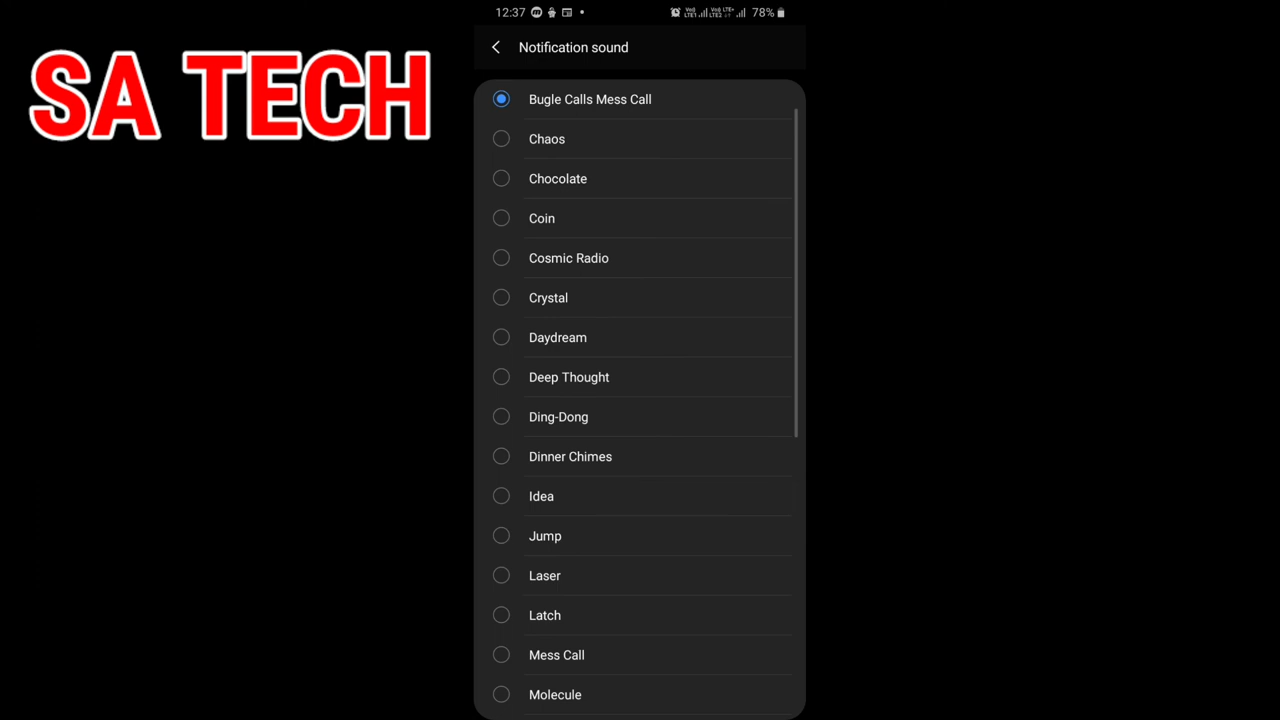 SA TECH
12:37
78%
Notification sound
Bugle Calls Mess Call
Chaos
Chocolate
Coin
Cosmic Radio
Crystal
Daydream
Deep Thought
Ding-Dong
Dinner Chimes
Idea
Jump
Laser
Latch
Mess Call
Molecule